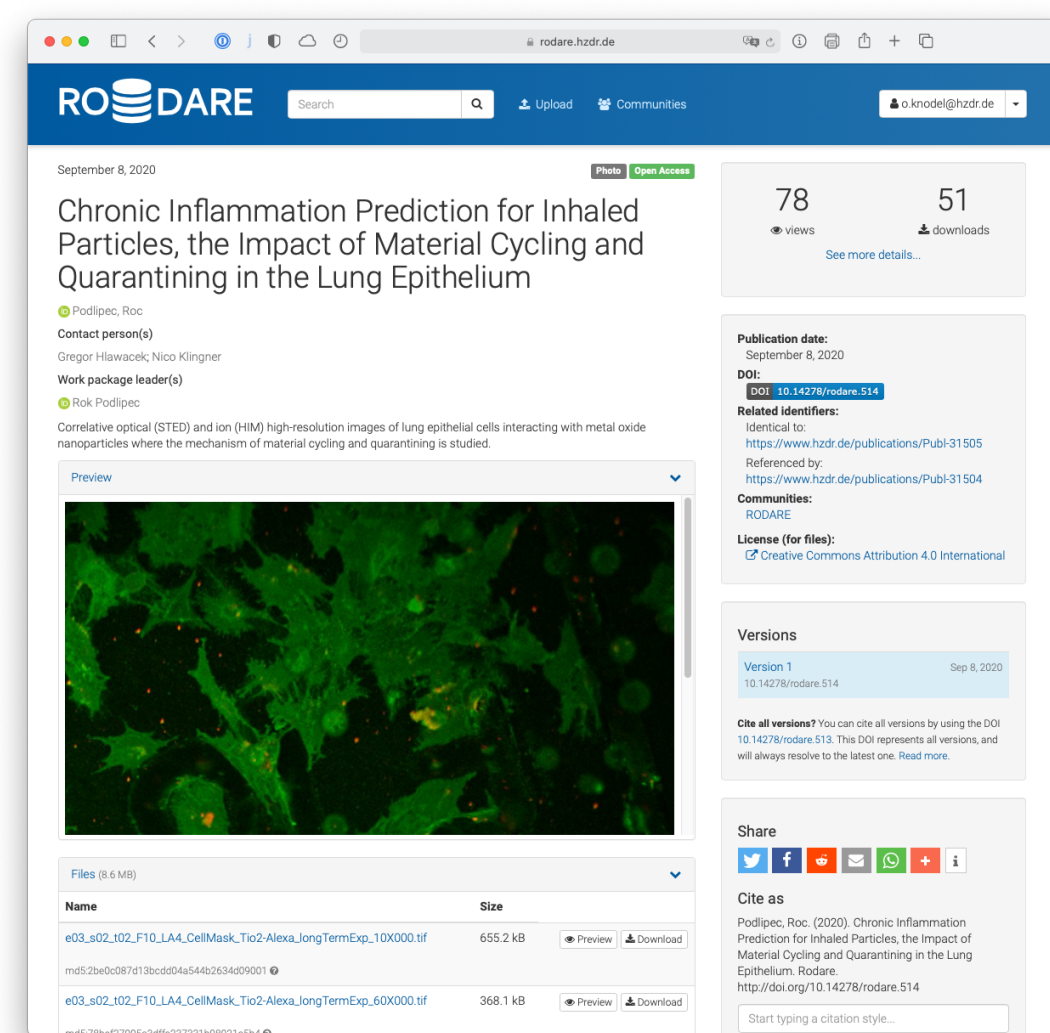 rodare.hzdr.de
RODARE
Search
Upload
Communities
o.knodel@hzdr.de
September 8, 2020
Photo
Open Access
Chronic Inflammation Prediction for Inhaled
Particles, the Impact of Material Cycling and
Quarantining in the Lung Epithelium
Podlipec, Roc
Contact person(s)
Gregor Hlawacek; Nico Klingner
Work package leader(s)
Rok Podlipec
Correlative optical (STED) and ion (HIM) high-resolution images of lung epithelial cells interacting with metal oxide
nanoparticles where the mechanism of material cycling and quarantining is studied.
Preview
Files (8.6 MB)
Name Size
e03_s02_t02_F10_LA4_CellMask_Tio2-Alexa_longTermExp_10X000.tif 655.2 kB Preview Download
md5:2be0c087d13bcdd04a544b2634d09001
e03_s02_t02_F10_LA4_CellMask_Tio2-Alexa_longTermExp_60X000.tif 368.1 kB Preview Download
78 51
views downloads
See more details...
Publication date:
September 8, 2020
DOI:
DOI 10.14278/rodare.514
Related identifiers:
Identical to:
https://www.hzdr.de/publications/Publ-31505
Referenced by:
https://www.hzdr.de/publications/Publ-31504
Communities:
RODARE
License (for files):
Creative Commons Attribution 4.0 International
Versions
Version 1 Sep 8, 2020
10.14278/rodare.514
Cite all versions? You can cite all versions by using the DOI
10.14278/rodare.513. This DOI represents all versions, and
will always resolve to the latest one. Read more.
Share
Cite as
Podlipec, Roc. (2020). Chronic Inflammation
Prediction for Inhaled Particles, the Impact of
Material Cycling and Quarantining in the Lung
Epithelium. Rodare.
http://doi.org/10.14278/rodare.514
Start typing a citation style...